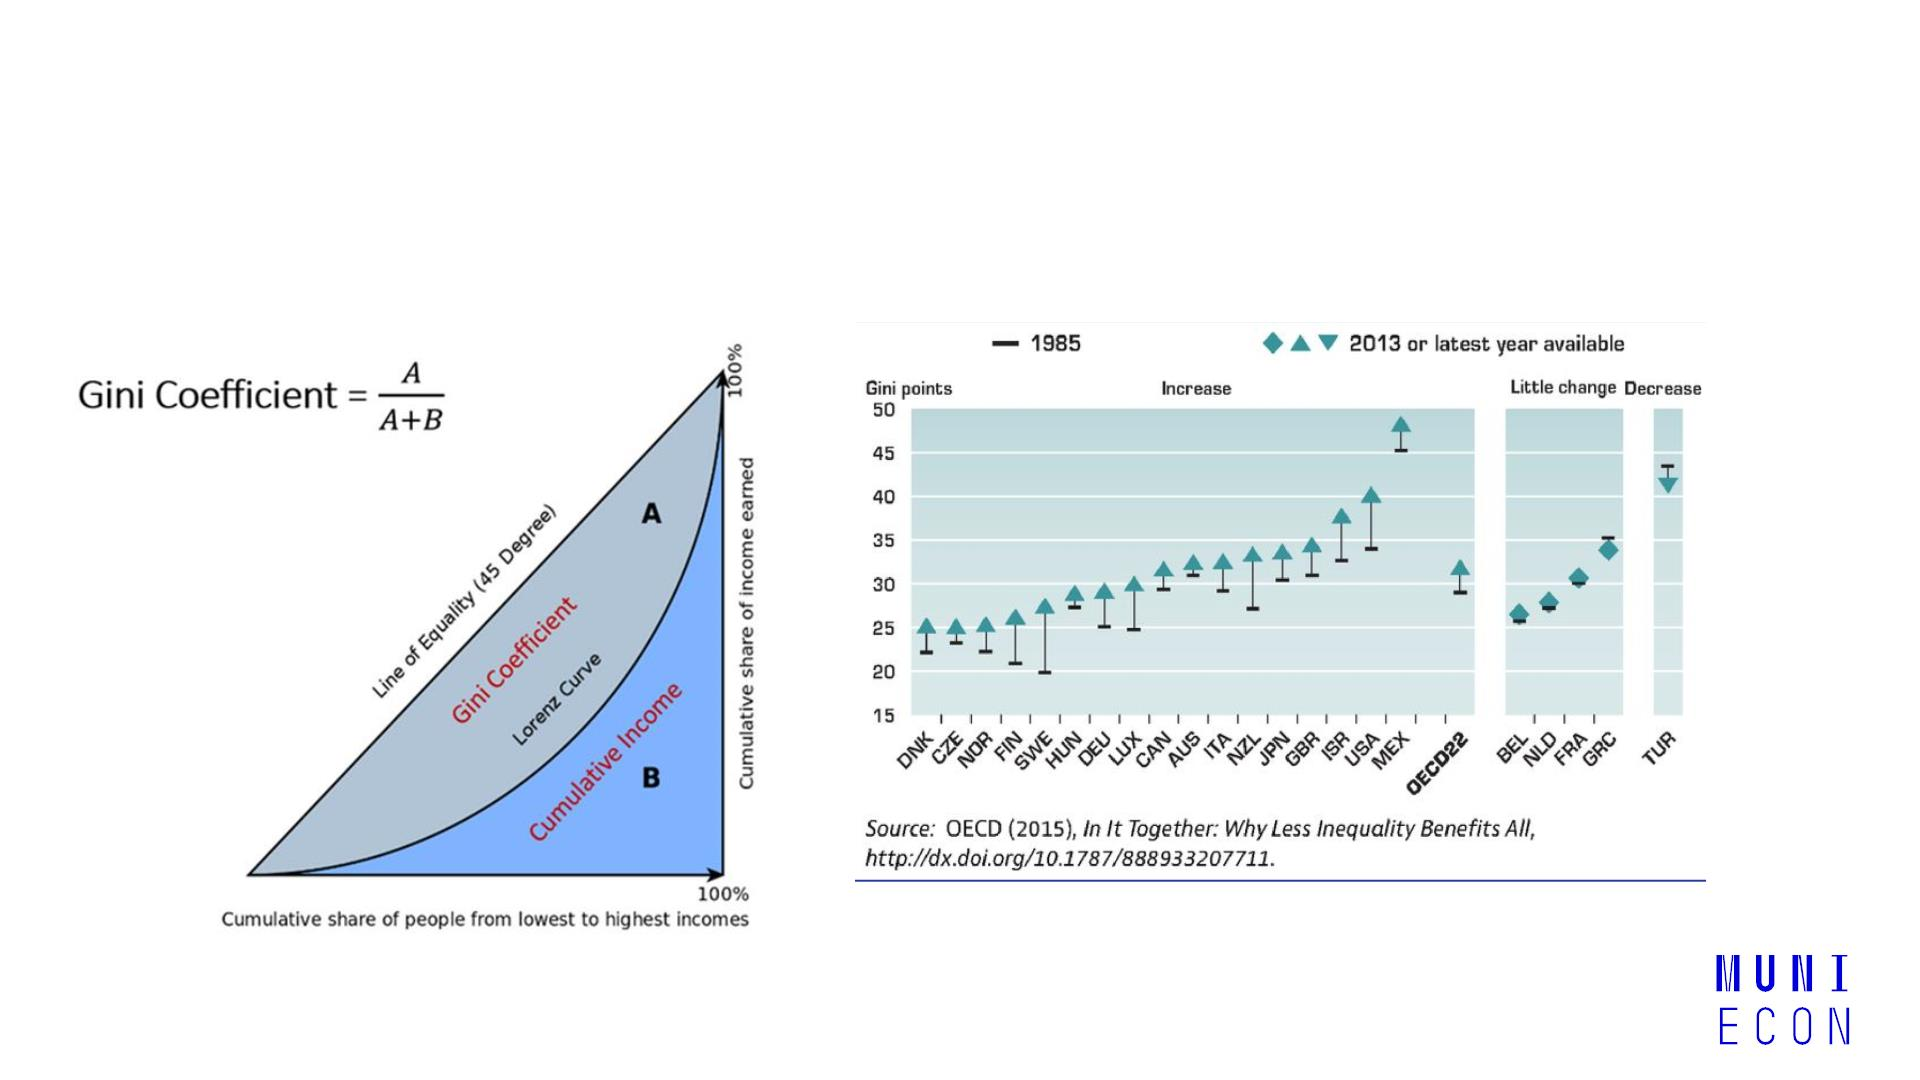 Gini Coefficient = A
A+B
100%
Line of Equality (45 Degree)
A
Gini Coefficient
Lorenz Curve
Cumulative Income
B
Cumulative share of income earned
100%
Cumulative share of people from lowest to highest incomes
1985
2013 or latest year available
Gini points
Increase
Little change
Decrease
50
45
40
35
30
25
20
15
DNK
CZE
NOR
FIN
SWE
HUN
DEU
LUX
CAN
AUS
ITA
NZL
JPN
GBR
ISR
USA
MEX
OECD22
BEL
NLD
FRA
GRC
TUR
Source: OECD (2015), In It Together: Why Less Inequality Benefits All,
http://dx.doi.org/10.1787/888933207711.
MUNI
ECON